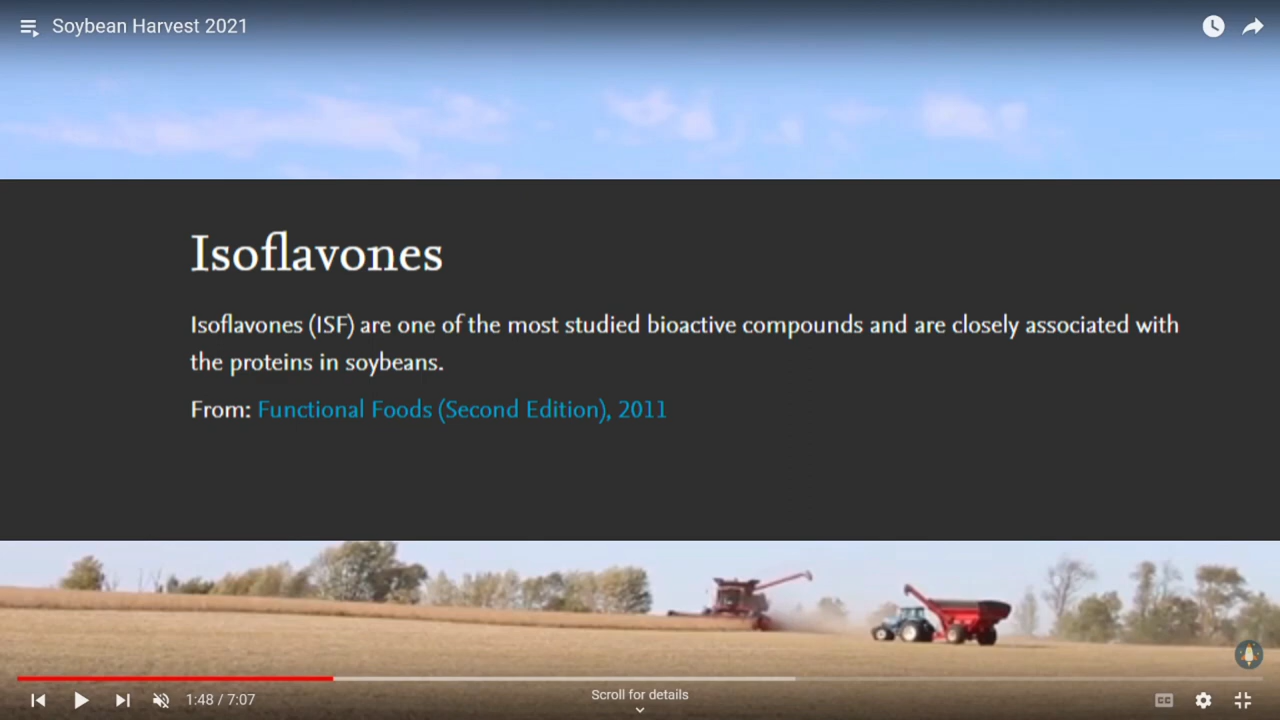 Soybean Harvest 2021
Isoflavones
Isoflavones (ISF) are one of the most studied bioactive compounds and are closely associated with
the proteins in soybeans.
From: Functional Foods (Second Edition), 2011
1:48 / 7:07
Scroll for details
CC